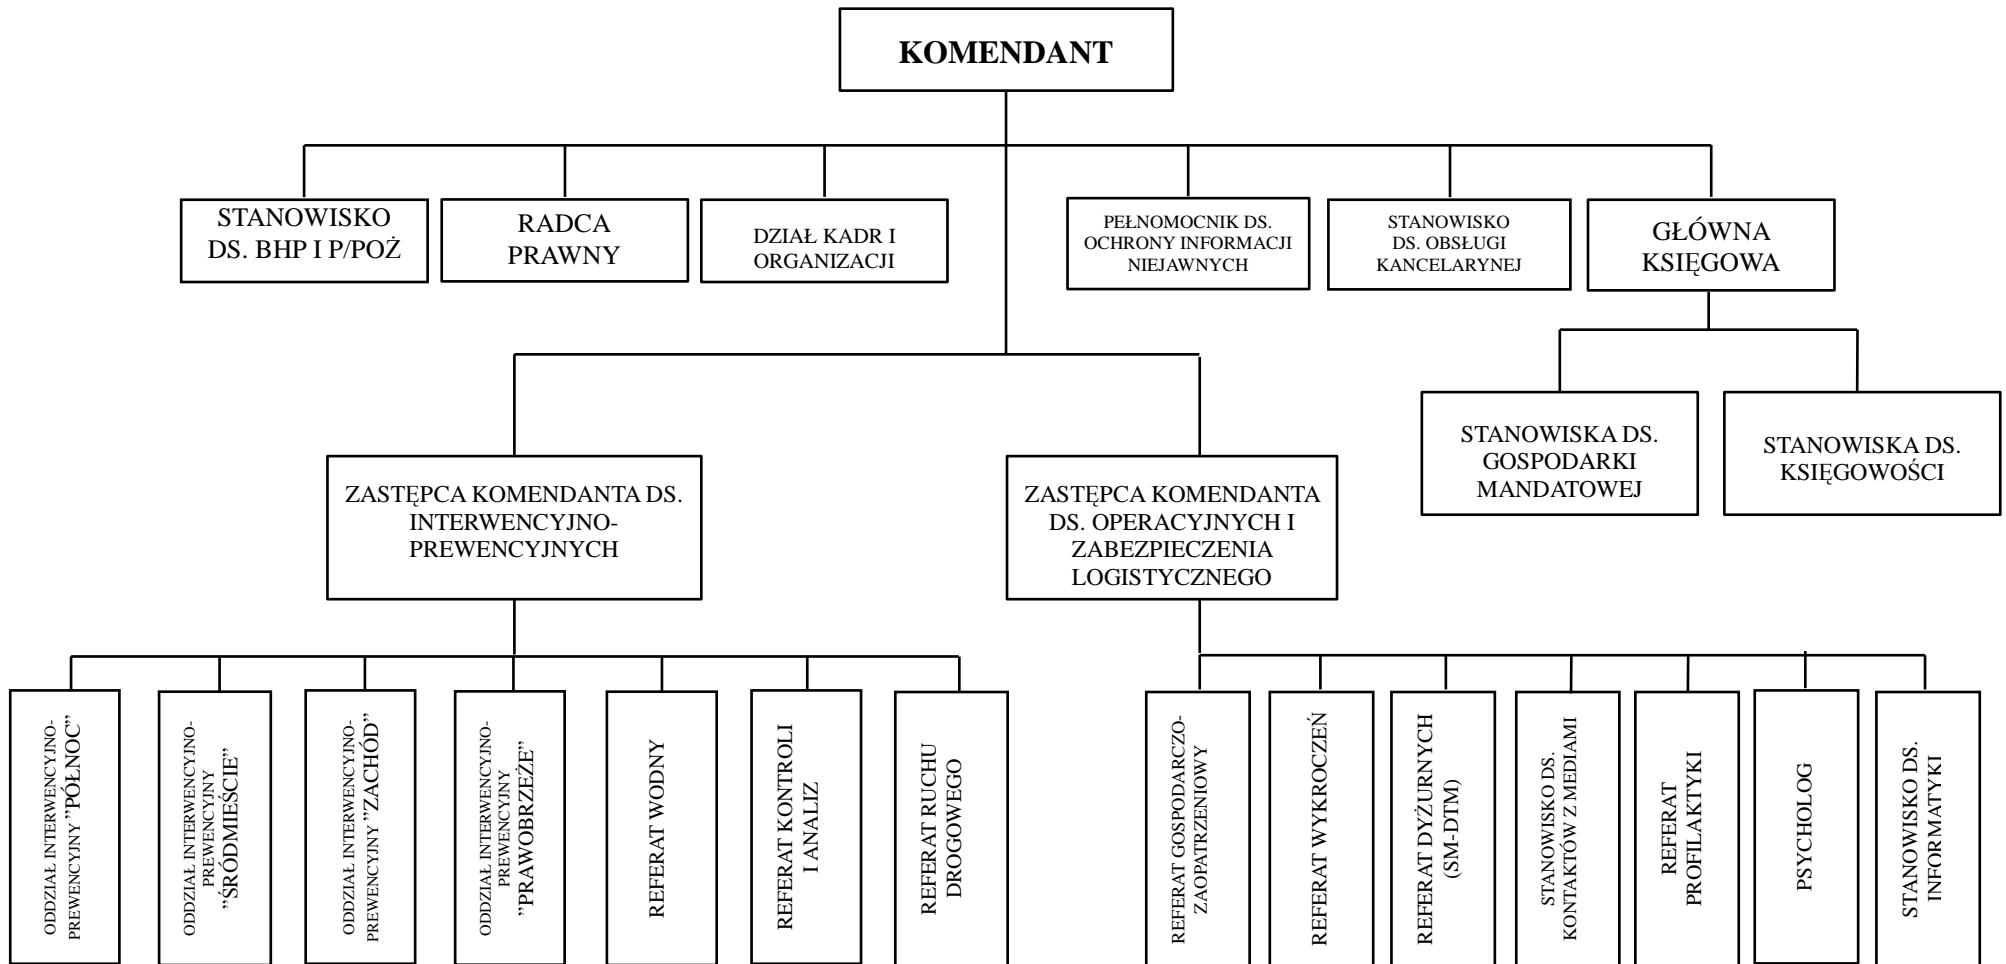 KOMENDANT
STANOWISKO
DS. BHP I P/POŻ
RADCA
PRAWNY
DZIAŁ KADR I
ORGANIZACJI
PEŁNOMOCNIK DS.
OCHRONY INFORMACJI
NIEJAWNYCH
STANOWISKO
DS. OBSŁUGI
KANCELARYNEJ
GŁÓWNA
KSIĘGOWA
STANOWISKA DS.
GOSPODARKI
MANDATOWEJ
STANOWISKA DS.
KSIĘGOWOŚCI
ZASTĘPCA KOMENDANTA DS.
INTERWENCYJNO-
PREWENCYJNYCH
ZASTĘPCA KOMENDANTA
DS. OPERACYJNYCH I
ZABEZPIECZENIA
LOGISTYCZNEGO
ODDZIAŁ INTERWENCYJNO-
PREWENCYJNY ”PÓŁNOC”
ODDZIAŁ INTERWENCYJNO-
PREWENCYJNY
”ŚRÓDMIEŚCIE”
ODDZIAŁ INTERWENCYJNO-
PREWENCYJNY ”ZACHÓD”
ODDZIAŁ INTERWENCYJNO-
PREWENCYJNY
”PRAWOBRZEŻE”
REFERAT WODNY
REFERAT KONTROLI
I ANALIZ
REFERAT RUCHU
DROGOWEGO
REFERAT GOSPODARCZO-
ZAOPATRZENIOWY
REFERAT WYKROCZEŃ
REFERAT DYŻURNYCH
(SM-DTM)
STANOWISKO DS.
KONTAKTÓW Z MEDIAMI
REFERAT
PROFILAKTYKI
PSYCHOLOG
STANOWISKO DS.
INFORMATYKI